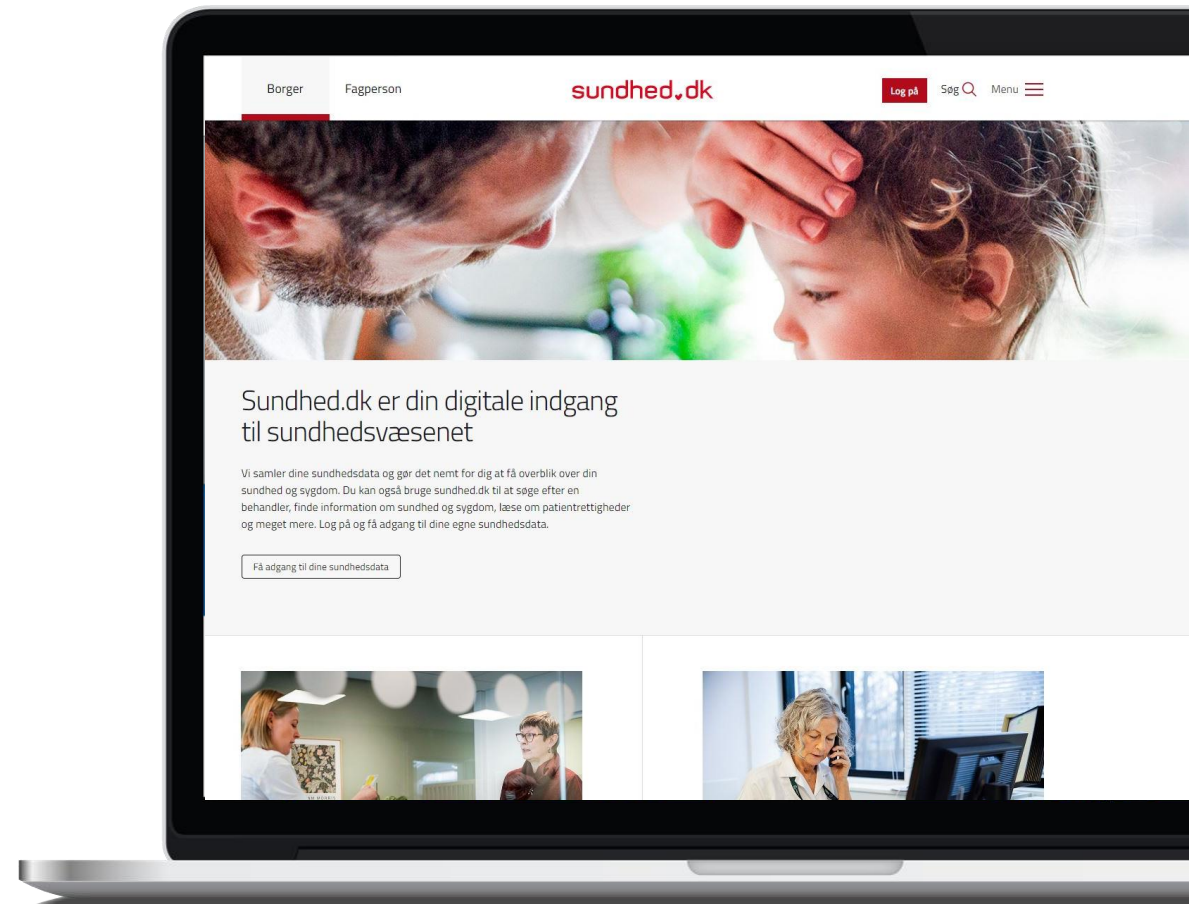 Borger
Fagperson
sundhed.dk
Log på
Søg
Menu
Sundhed.dk er din digitale indgang
til sundhedsvæsenet
Vi samler dine sundhedsdata og gør det nemt for dig at få overblik over din
sundhed og sygdom. Du kan også bruge sundhed.dk til at søge efter en
behandler, finde information om sundhed og sygdom, læse om patientrettigheder
og meget mere. Log på og få adgang til dine egne sundhedsdata.
Få adgang til dine sundhedsdata